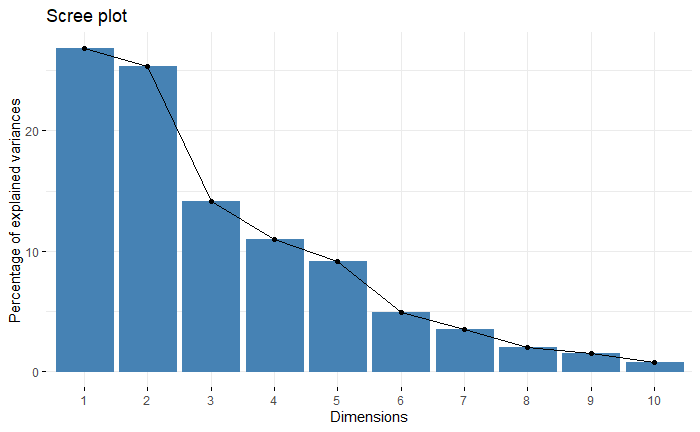 Scree plot
Percentage of explained variances
20
10
0
1 2 3 4 5 6 7 8 9 10
Dimensions